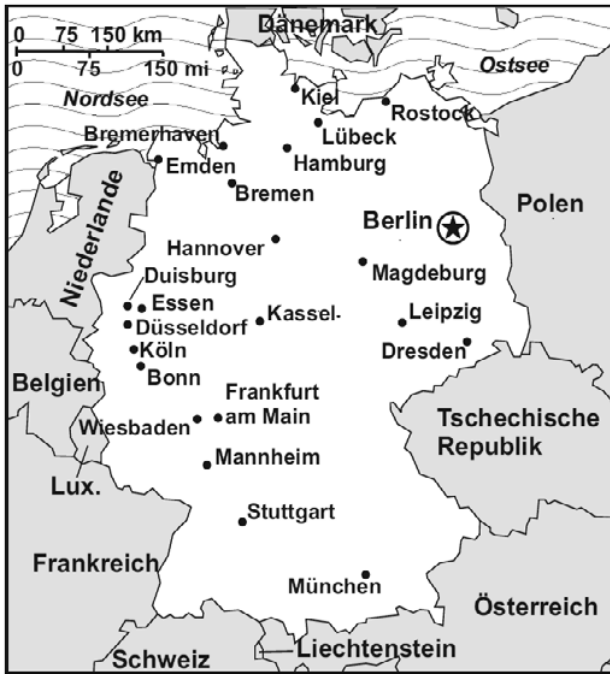 Dänemark
0 75 150 km
0 75 150 mi
Ostsee
Nordsee
Kiel
Rostock
Bremerhaven
Lübeck
Emden
Hamburg
Bremen
Niederlande
Polen
Berlin
Hannover
Duisburg
Magdeburg
Essen
Düsseldorf
Kassel-
Leipzig
Köln
Dresden
Belgien
Bonn
Frankfurt
am Main
Wiesbaden
Tschechische
Republik
Mannheim
Lux.
Stuttgart
Frankreich
München
Österreich
Liechtenstein
Schweiz